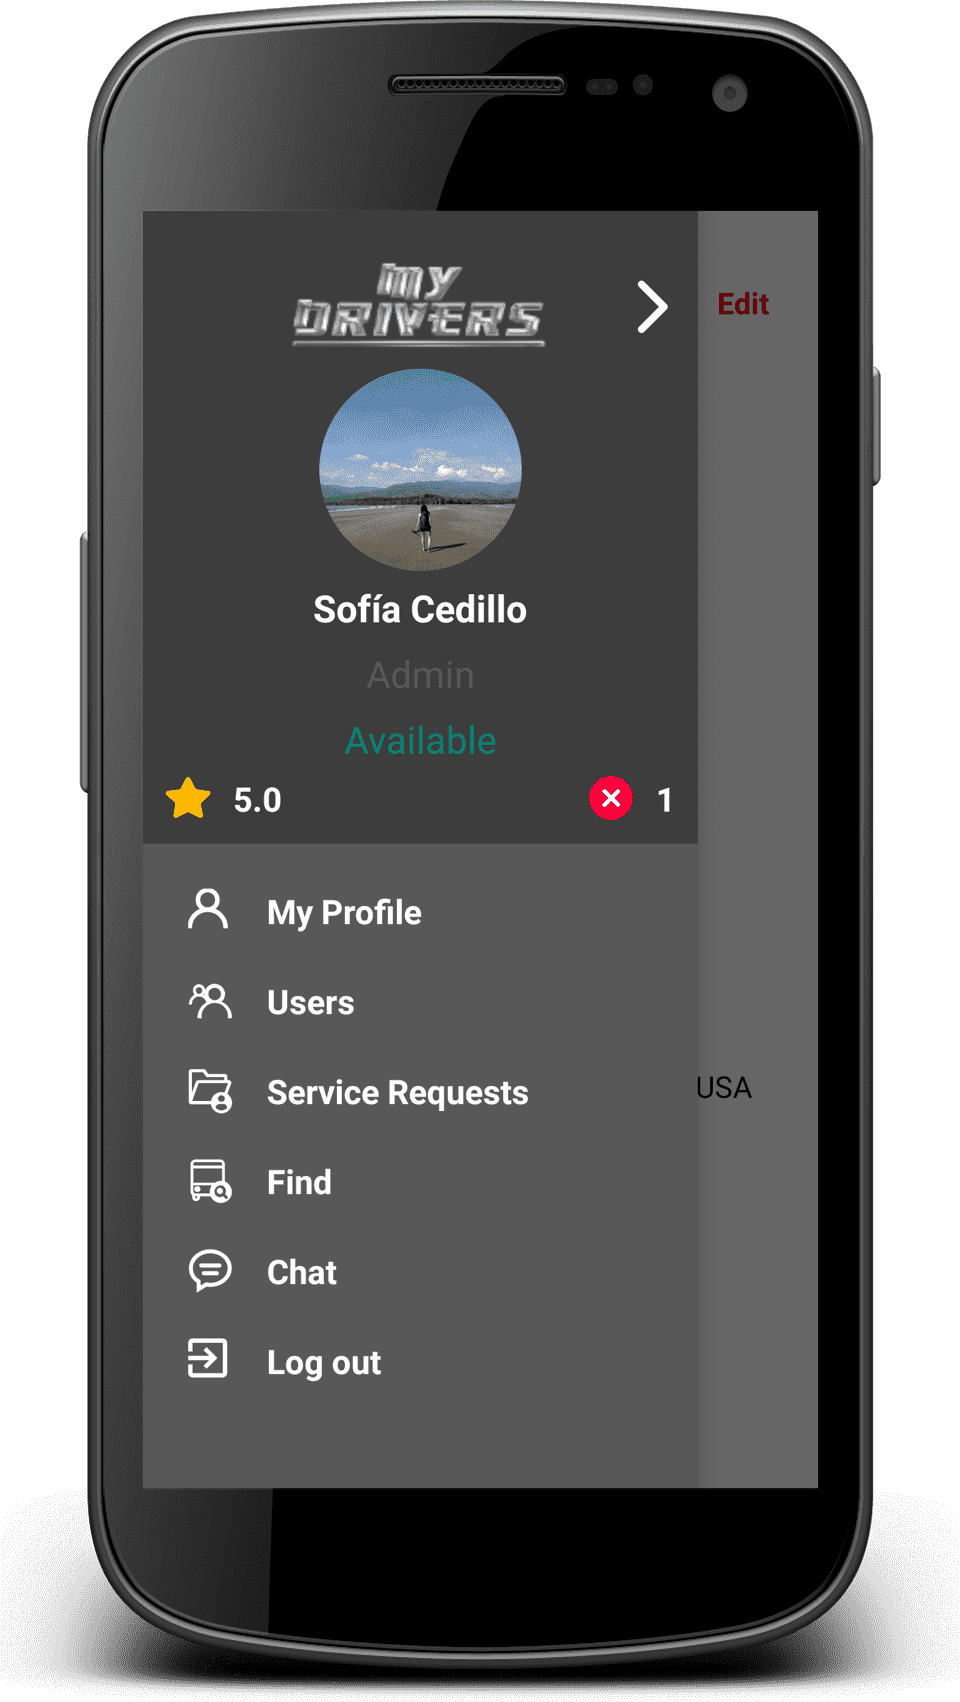 MY
DRIVERS
Edit
Sofía Cedillo
Admin
Available
5.0
1
My Profile
Users
Service Requests
USA
Find
Chat
Log out